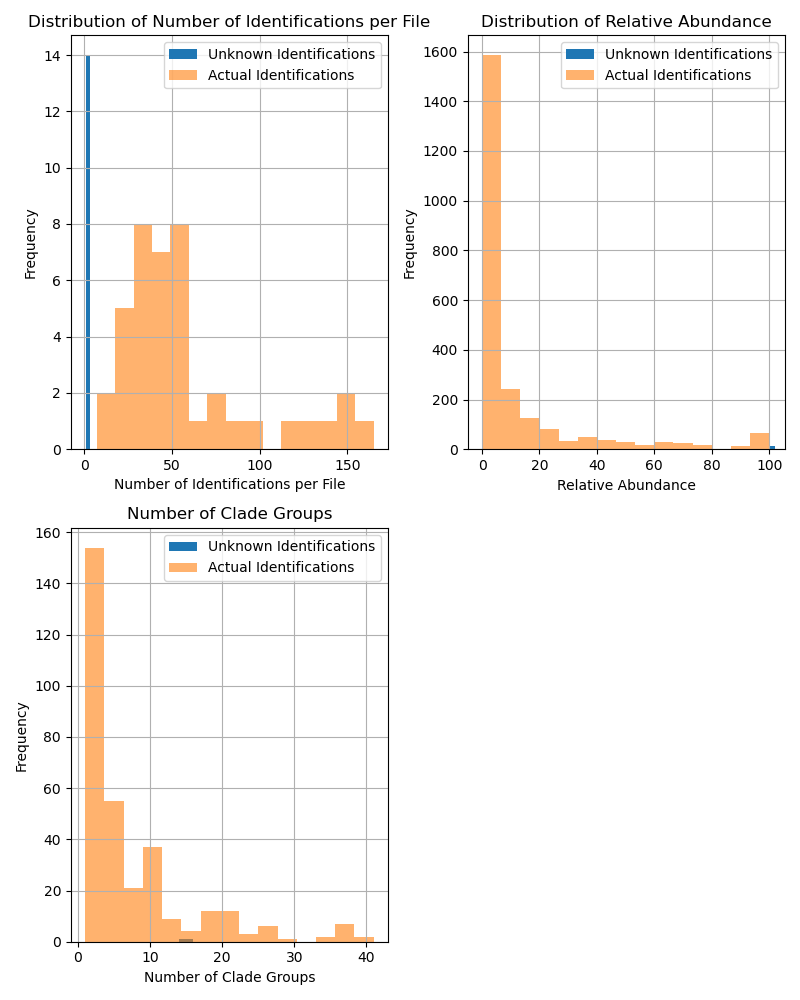 Distribution of Number of Identifications per File
Unknown Identifications
Actual Identifications
14
12
10
8
6
4
2
0
Frequency
0
50
100
150
Number of Identifications per File
Distribution of Relative Abundance
Unknown Identifications
Actual Identifications
1600
1400
1200
1000
800
600
400
200
0
Frequency
0
20
40
60
80
100
Relative Abundance
Number of Clade Groups
Unknown Identifications
Actual Identifications
160
140
120
100
80
60
40
20
0
Frequency
0
10
20
30
40
Number of Clade Groups